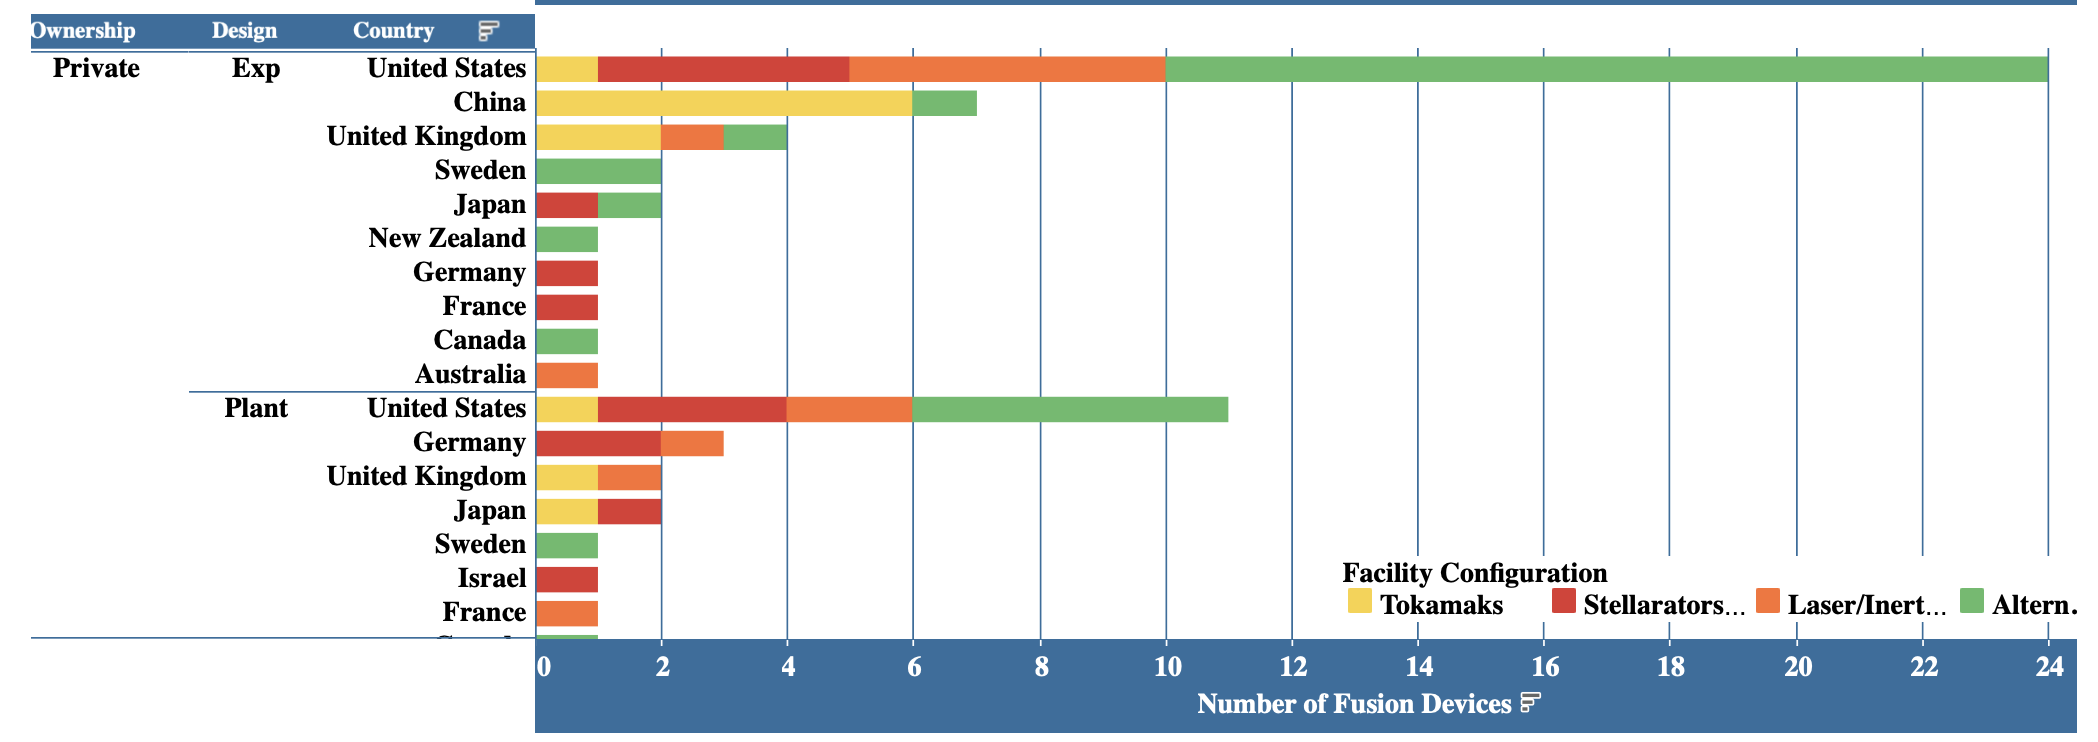 Ownership Design Country
Private Exp United States
China
United Kingdom
Sweden
Japan
New Zealand
Germany
France
Canada
Australia
Plant United States
Germany
United Kingdom
Japan
Sweden
Israel
France
Facility Configuration
Tokamaks Stellarators... Laser/Inert... Altern.
0 2 4 6 8 10 12 14 16 18 20 22 24
Number of Fusion Devices